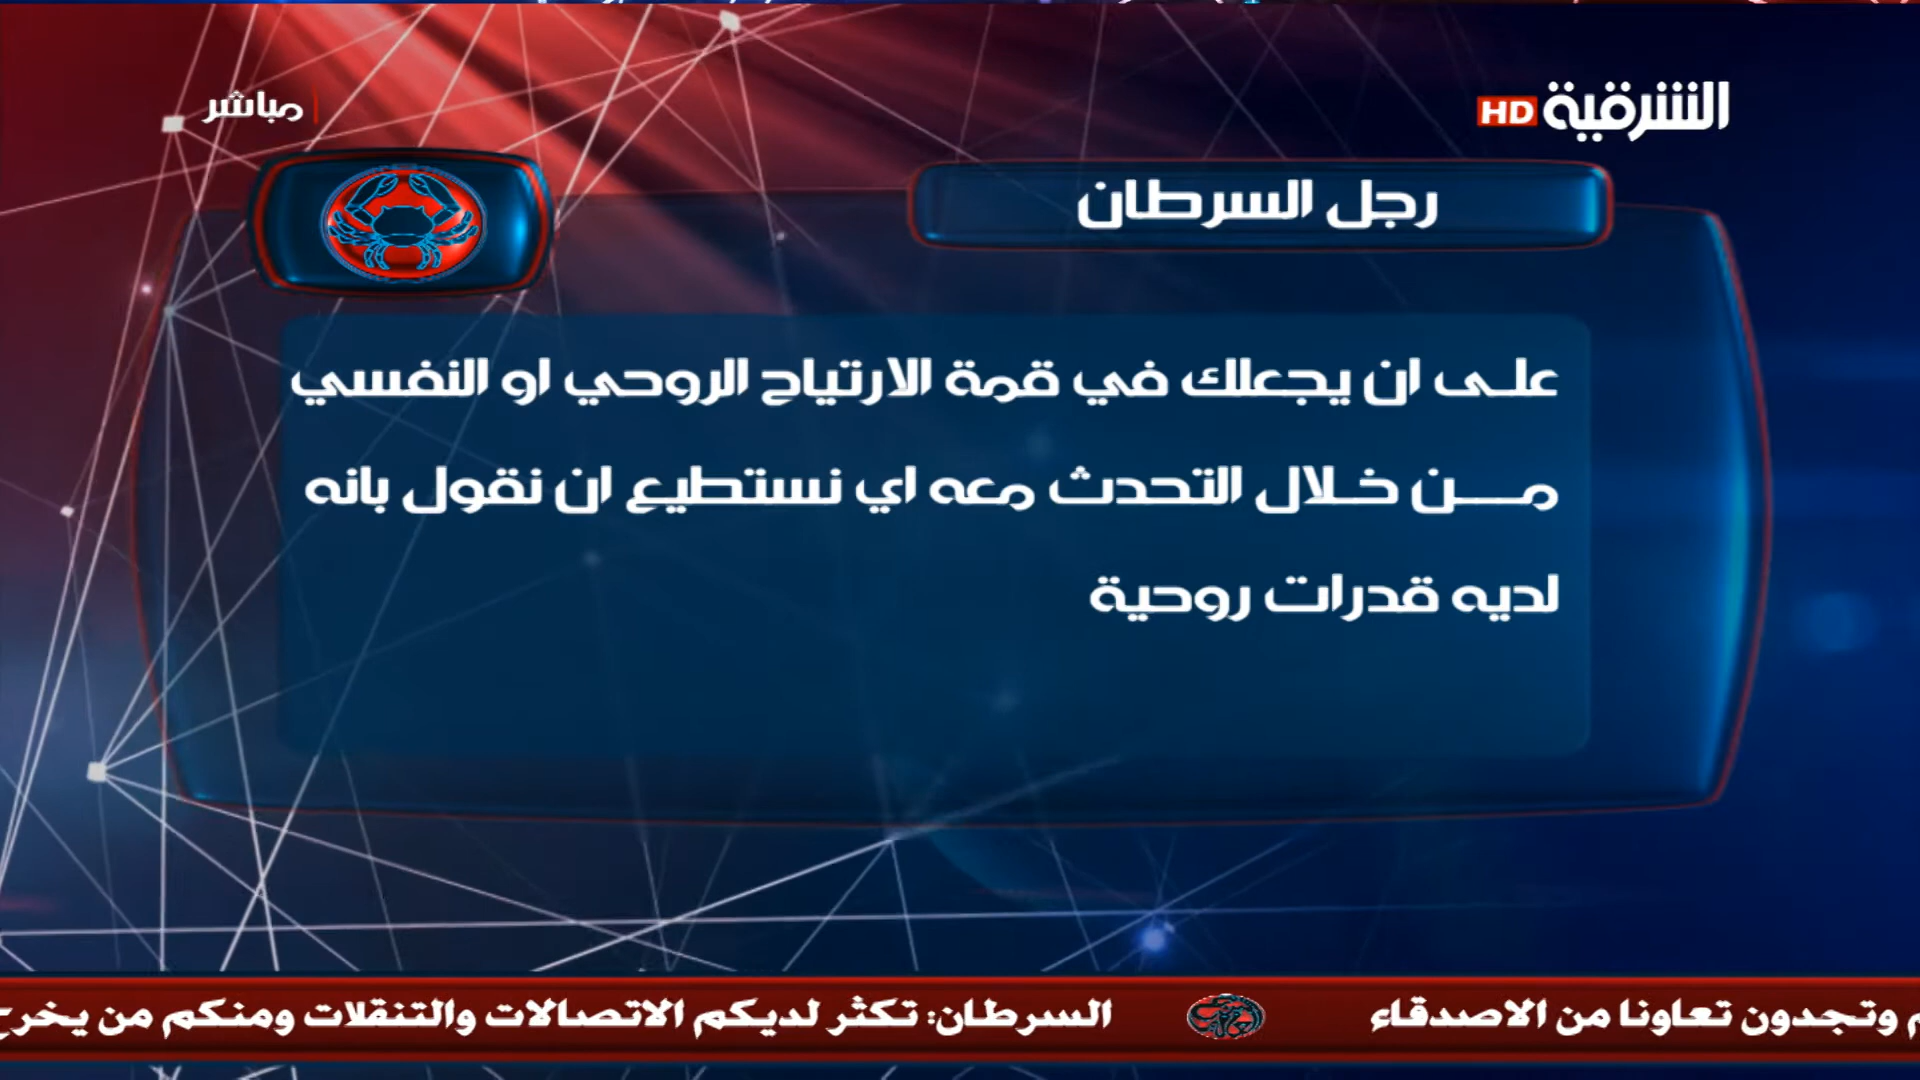 الشرقية HD
مباشر
رجل السرطان
على ان يجعلك في قمة الارتياح الروحي او النفسي
من خلال التحدث معه اي نستطيع ان نقول بانه
لديه قدرات روحية
وتجدون تعاونا من الاصدقاء
السرطان: تكثر لديكم الاتصالات والتنقلات ومنكم من يخرج